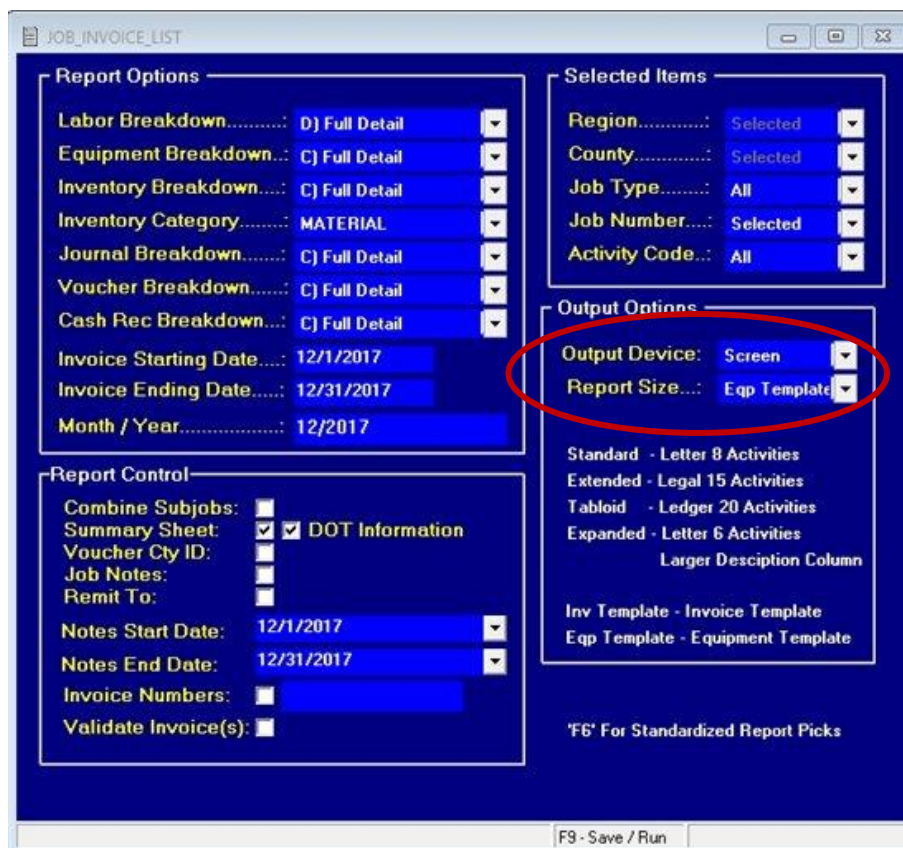 JOB_INVOICE_LIST
Report Options
Labor Breakdown..........: D) Full Detail
Equipment Breakdown..: C) Full Detail
Inventory Breakdown....: C) Full Detail
Inventory Category.......: MATERIAL
Journal Breakdown.......: C) Full Detail
Voucher Breakdown......: C) Full Detail
Cash Rec Breakdown...: C) Full Detail
Invoice Starting Date....: 12/1/2017
Invoice Ending Date.....: 12/31/2017
Month / Year.................: 12/2017
Report Control
Combine Subjobs:
Summary Sheet: DOT Information
Voucher Cty ID:
Job Notes:
Remit To:
Notes Start Date: 12/1/2017
Notes End Date: 12/31/2017
Invoice Numbers:
Validate Invoice(s):
Selected Items
Region............: Selected
County.............: Selected
Job Type........: All
Job Number....: Selected
Activity Code..: All
Output Options
Output Device: Screen
Report Size...: Eqp Template
Standard - Letter 8 Activities
Extended - Legal 15 Activities
Tabloid - Ledger 20 Activities
Expanded - Letter 6 Activities
Larger Desciption Column
Inv Template - Invoice Template
Eqp Template - Equipment Template
'F6' For Standardized Report Picks
F9 - Save / Run